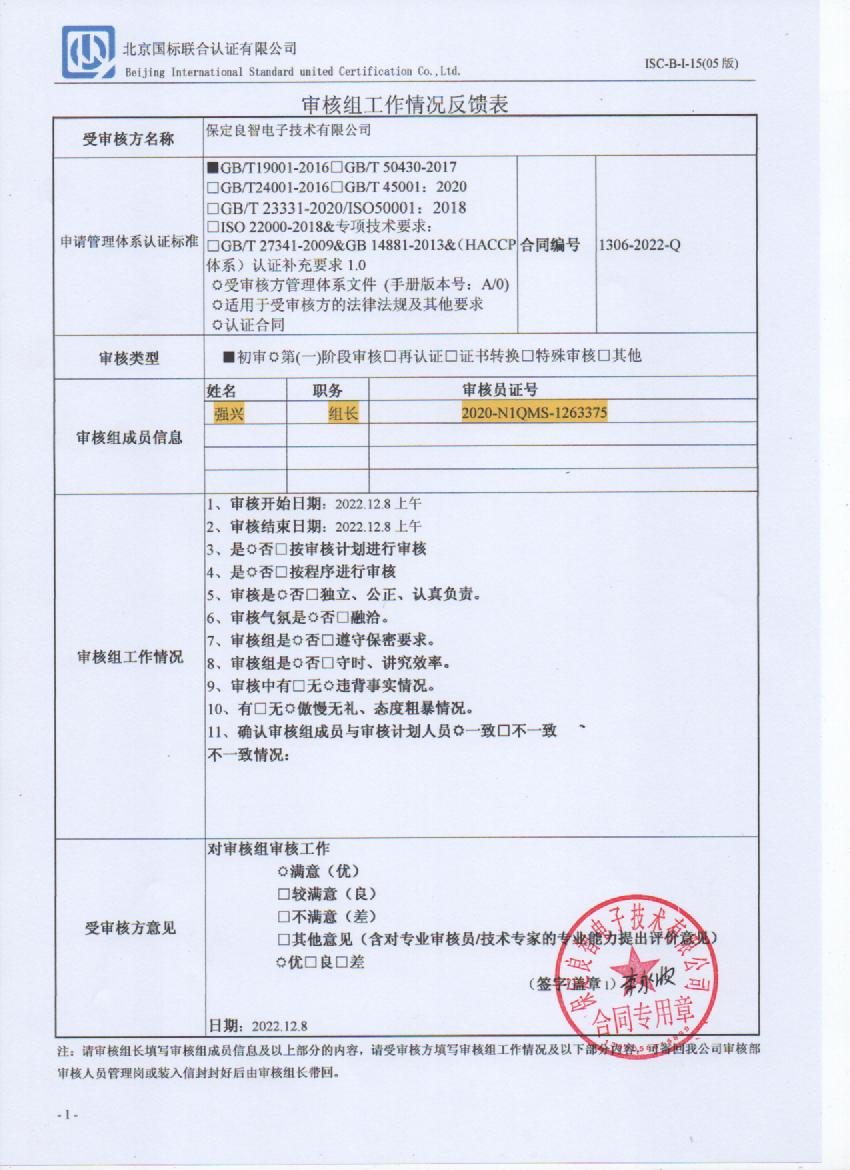 北京国标联合认证有限公司
Beijing International Standard united Certification Co.,Ltd.
ISC-B-I-15(05 版)
审核组工作情况反馈表
受审核方名称
保定良智电子技术有限公司
申请管理体系认证标准
■GB/T19001-2016□GB/T 50430-2017
□GB/T24001-2016□GB/T 45001：2020
□GB/T 23331-2020/ISO50001：2018
□ISO 22000-2018&专项技术要求：
□GB/T 27341-2009&GB 14881-2013&（HACCP
体系）认证补充要求 1.0
✩受审核方管理体系文件 (手册版本号：A/0)
✩适用于受审核方的法律法规及其他要求
✩认证合同
合同编号
1306-2022-Q
审核类型
■初审✩第(一)阶段审核□再认证□证书转换□特殊审核□其他
审核组成员信息
姓名 职务 审核员证号
强兴 组长 2020-N1QMS-1263375
审核组工作情况
1、审核开始日期：2022.12.8 上午
2、审核结束日期：2022.12.8 上午
3、是✩否□按审核计划进行审核
4、是✩否□按程序进行审核
5、审核是✩否□独立、公正、认真负责。
6、审核气氛是✩否□融洽。
7、审核组是✩否□遵守保密要求。
8、审核组是✩否□守时、讲究效率。
9、审核中有□无✩违背事实情况。
10、有□无✩傲慢无礼、态度粗暴情况。
11、确认审核组成员与审核计划人员✩一致□不一致
不一致情况：
受审核方意见
对审核组审核工作
✩满意（优）
□较满意（良）
□不满意（差）
□其他意见（含对专业审核员/技术专家的专业能力提出评价意见）
✩优□良□差
（签字/盖章）
保定良智电子技术有限公司
合同专用章
日期：2022.12.8
注：请审核组长填写审核组成员信息及以上部分的内容，请受审核方填写审核组工作情况及以下部分内容，可寄回我公司审核部
审核人员管理岗或装入信封封好后由审核组长带回。
- 1 -